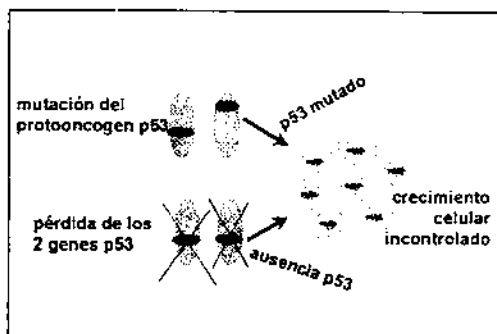 mutación del
protooncogen p53
p53 mutado
pérdida de los
2 genes p53
ausencia p53
crecimiento
celular
incontrolado